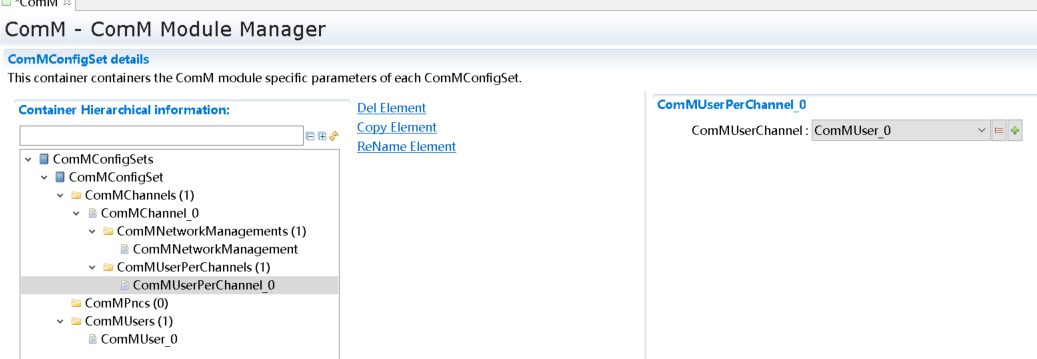 *ComM
ComM - ComM Module Manager
ComMConfigSet details
This container containers the ComM module specific parameters of each ComMConfigSet.
Container Hierarchical information:
Del Element
Copy Element
ReName Element
ComMConfigSets
ComMConfigSet
ComMChannels (1)
ComMChannel_0
ComMNetworkManagements (1)
ComMNetworkManagement
ComMUserPerChannels (1)
ComMUserPerChannel_0
ComMPncs (0)
ComMUsers (1)
ComMUser_0
ComMUserPerChannel_0
ComMUserChannel : ComMUser_0